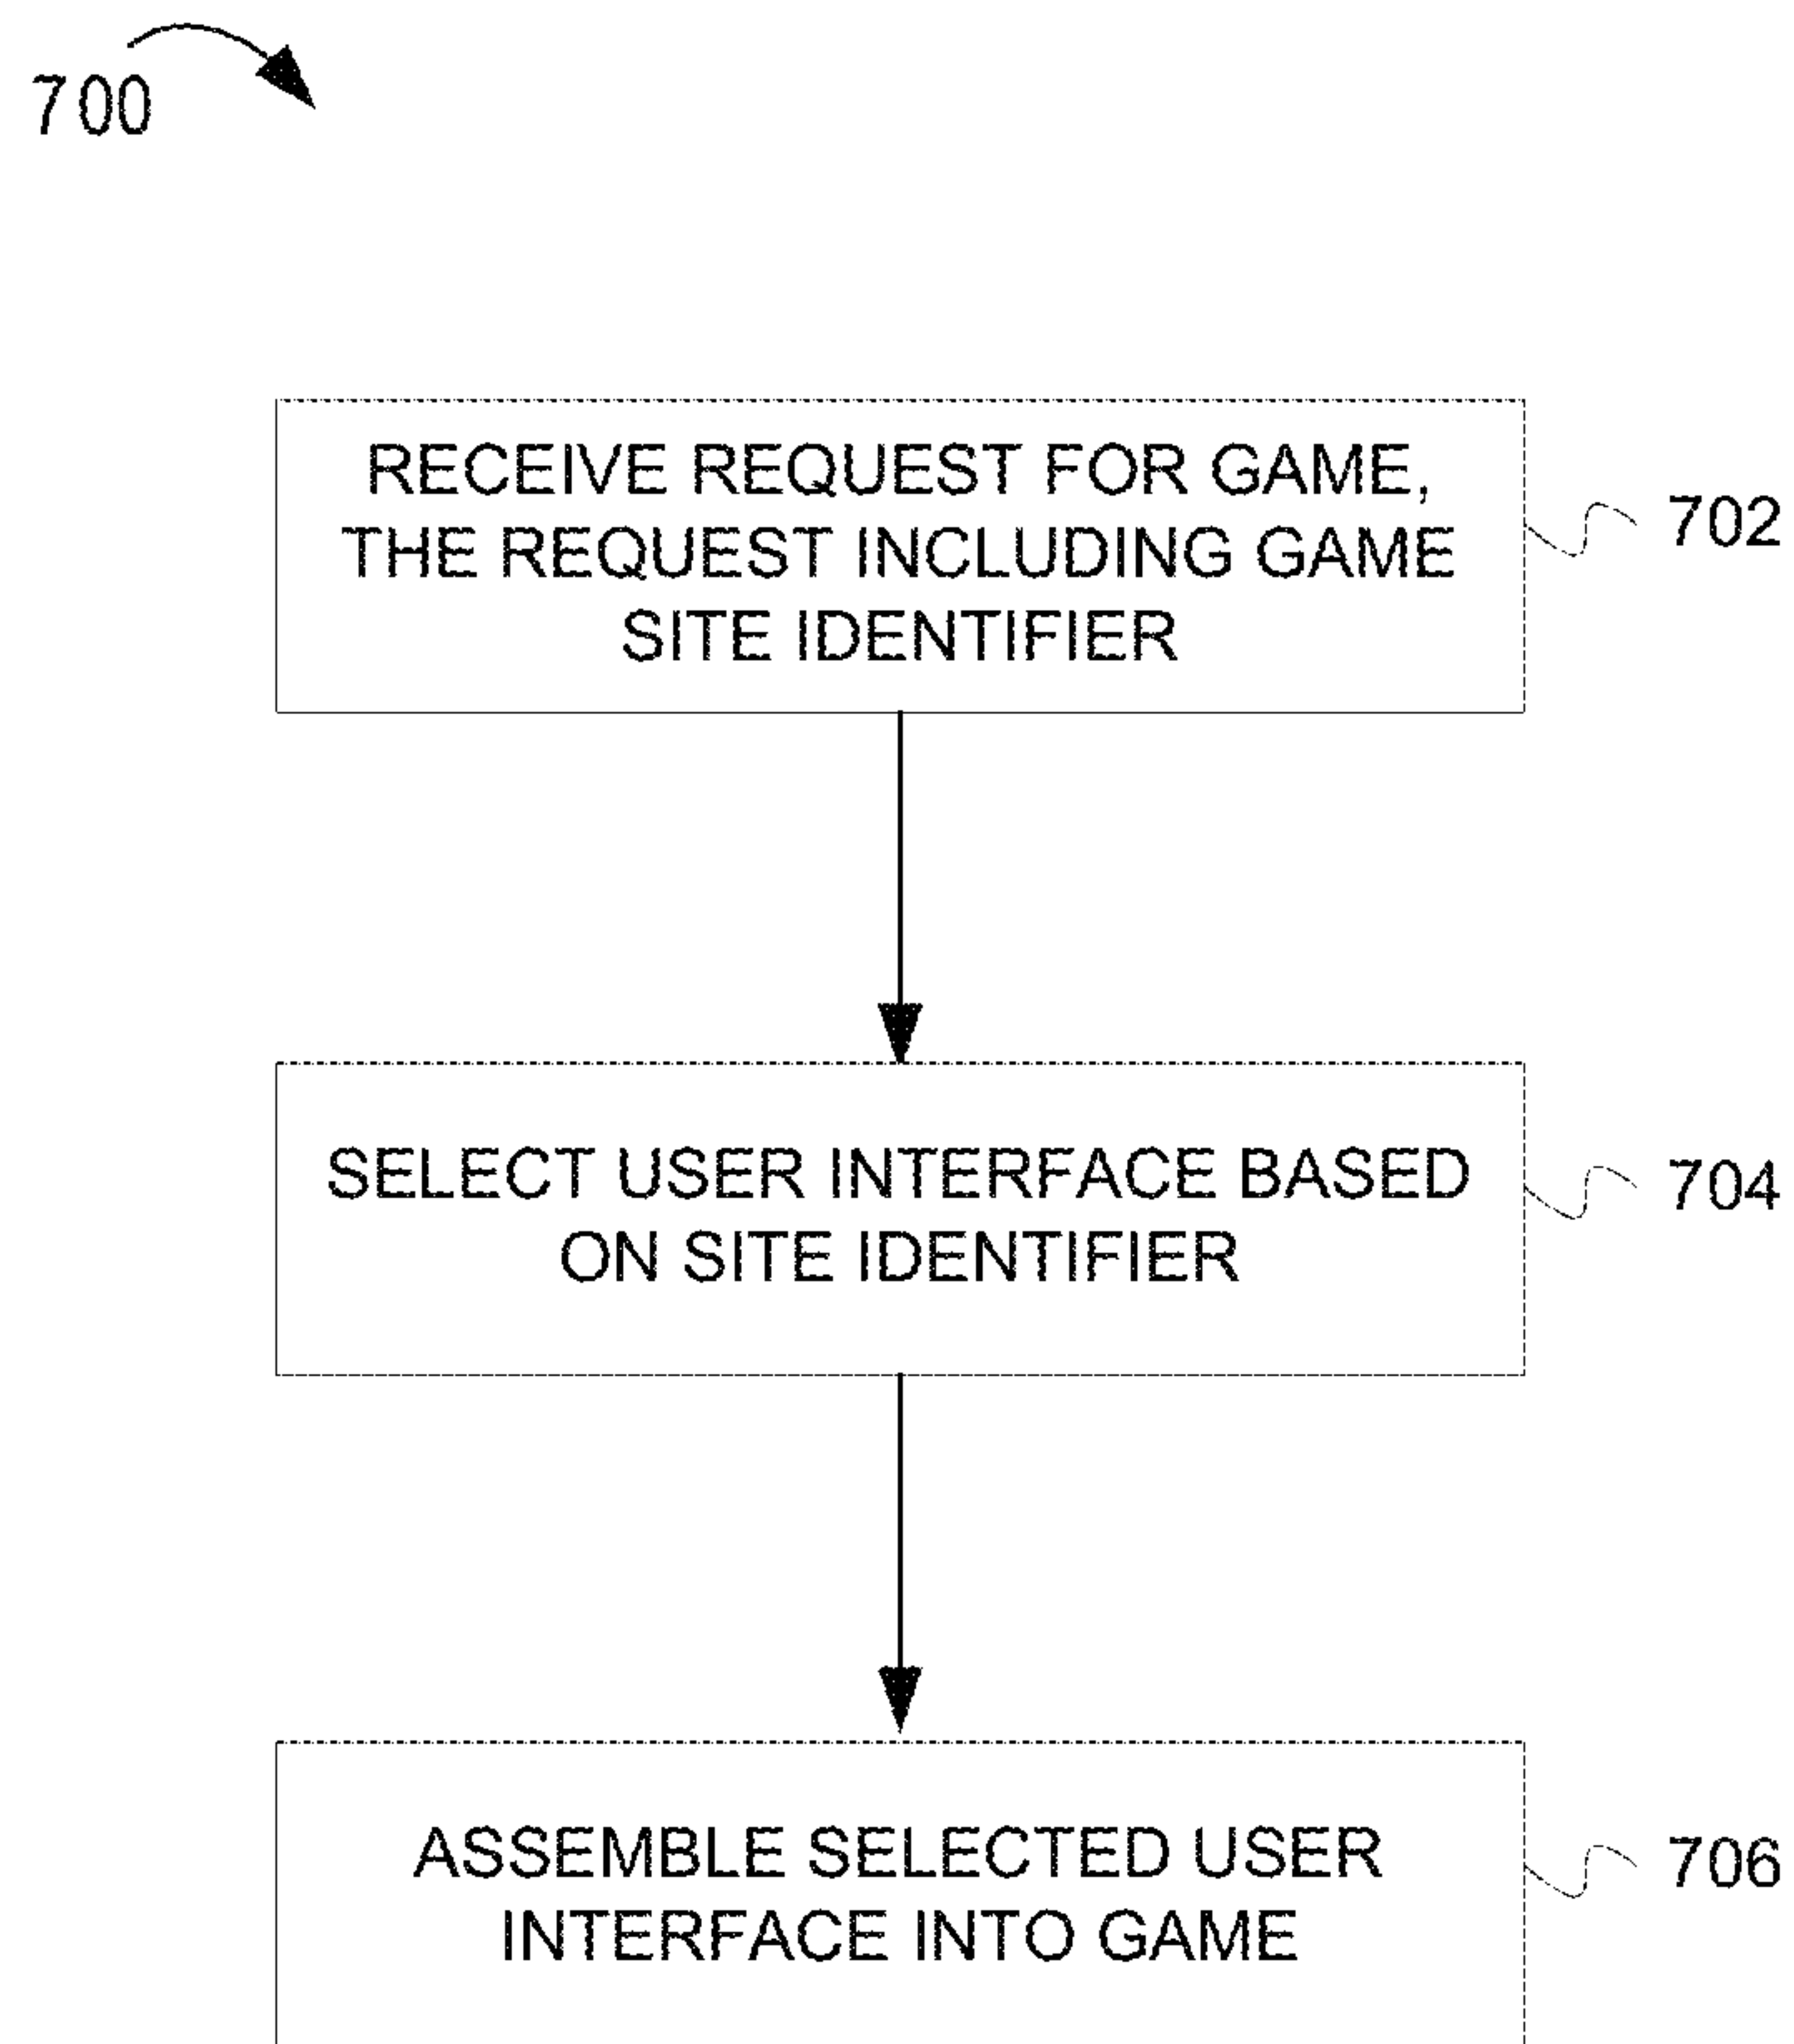 700
RECEIVE REQUEST FOR GAME,
THE REQUEST INCLUDING GAME
SITE IDENTIFIER
702
SELECT USER INTERFACE BASED
ON SITE IDENTIFIER
704
ASSEMBLE SELECTED USER
INTERFACE INTO GAME
706